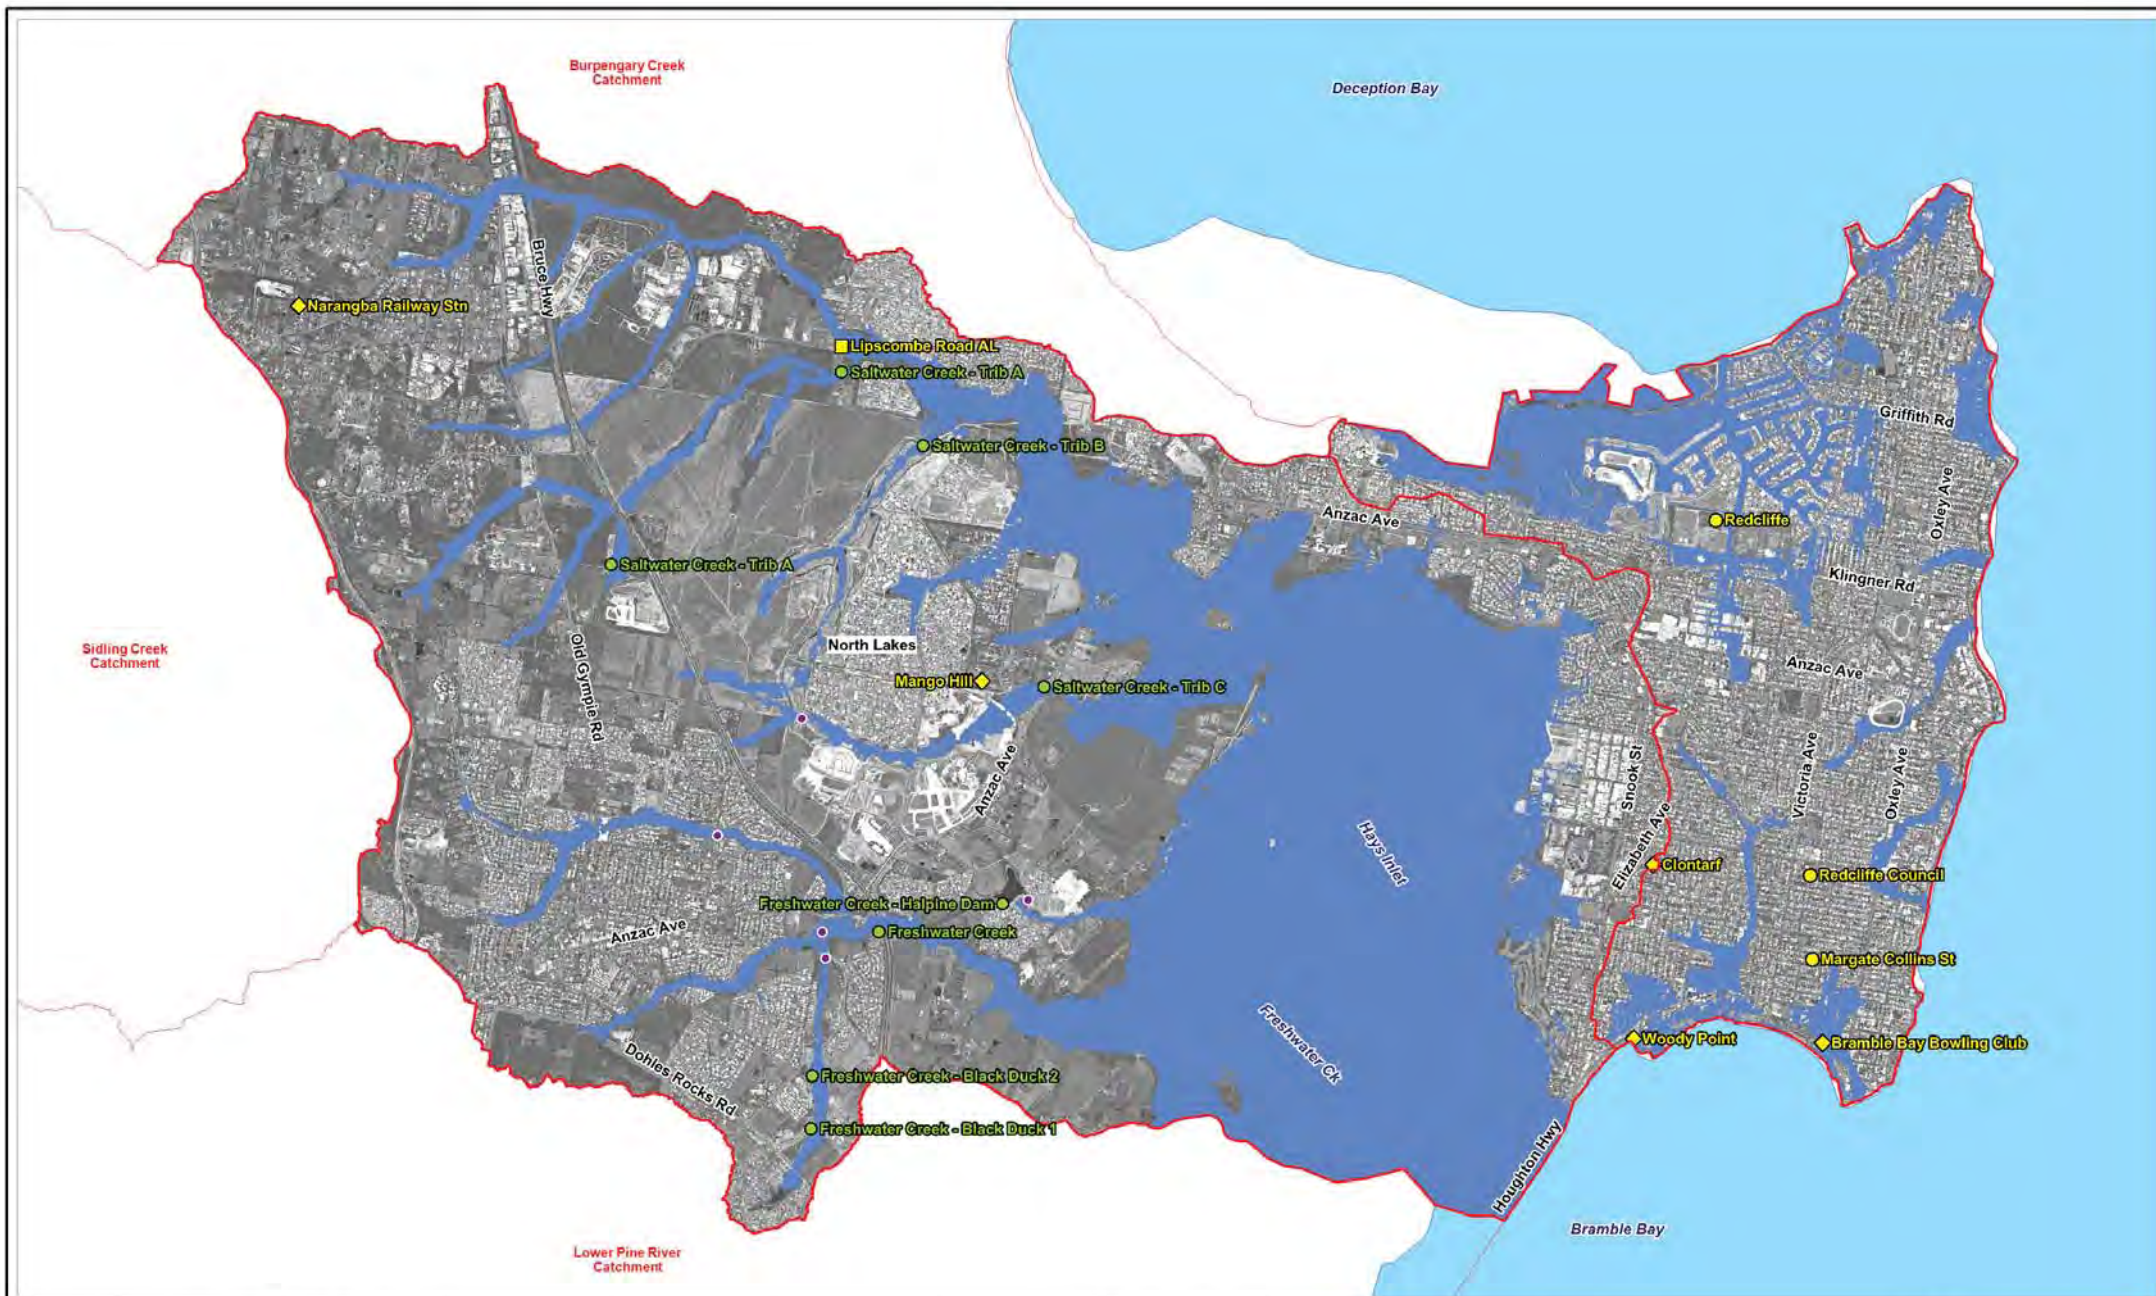 Burpengary Creek
Catchment
Deception Bay
Bruce Hwy
Narangba Railway Stn
Lipscombe Road AL
Saltwater Creek - Trib A
Saltwater Creek - Trib B
Griffith Rd
Oxley Ave
Anzac Ave
Redcliffe
Saltwater Creek - Trib A
Klingner Rd
Sidling Creek
Catchment
Old Gympie Rd
North Lakes
Mango Hill
Saltwater Creek - Trib C
Anzac Ave
Anzac Ave
Snook St
Victoria Ave
Oxley Ave
Hays Inlet
Elizabeth Ave
Clontarf
Redcliffe Council
Freshwater Creek - Halpine Dam
Freshwater Creek
Anzac Ave
Margate Collins St
Freshwater Ck
Woody Point
Bramble Bay Bowling Club
Dohles Rocks Rd
Freshwater Creek - Black Duck 2
Freshwater Creek - Black Duck 1
Houghton Hwy
Bramble Bay
Lower Pine River
Catchment